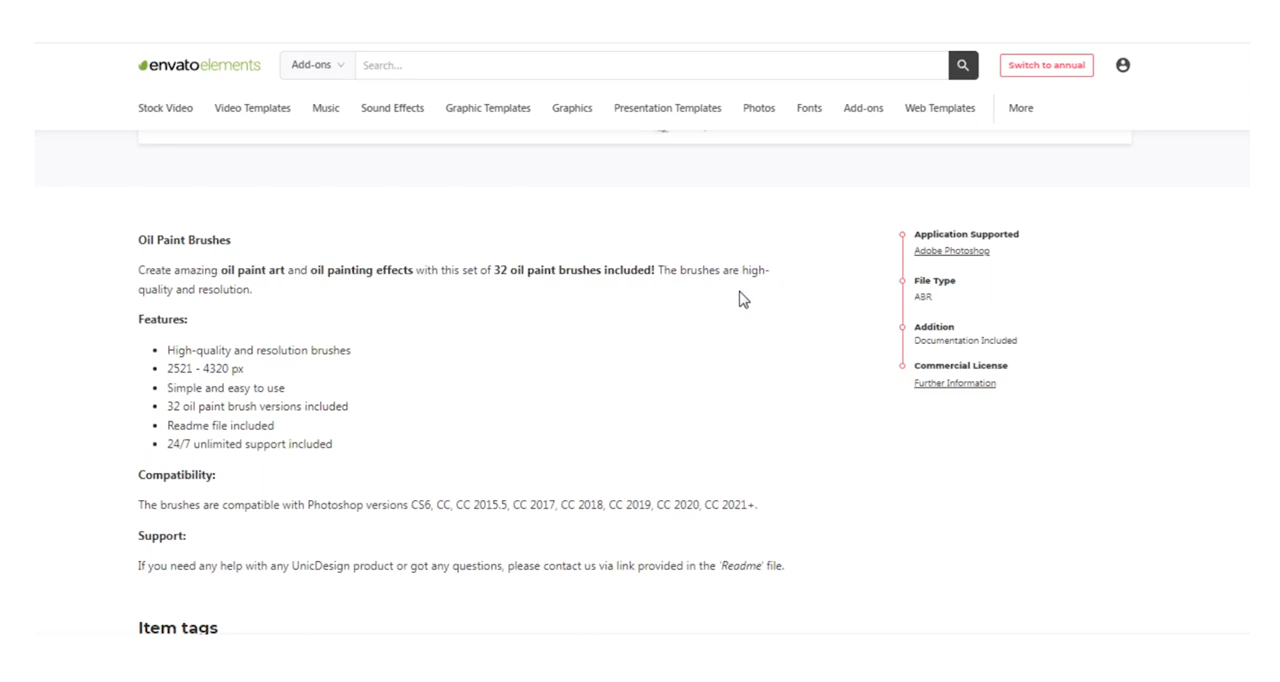 envatoelements Add-ons Search... Switch to annual
Stock Video Video Templates Music Sound Effects Graphic Templates Graphics Presentation Templates Photos Fonts Add-ons Web Templates More
Oil Paint Brushes
Create amazing oil paint art and oil painting effects with this set of 32 oil paint brushes included! The brushes are high-
quality and resolution.
Features:
• High-quality and resolution brushes
• 2521 - 4320 px
• Simple and easy to use
• 32 oil paint brush versions included
• Readme file included
• 24/7 unlimited support included
Compatibility:
The brushes are compatible with Photoshop versions CS6, CC, CC 2015.5, CC 2017, CC 2018, CC 2019, CC 2020, CC 2021+.
Support:
If you need any help with any UnicDesign product or got any questions, please contact us via link provided in the 'Readme' file.
Item tags
Application Supported
Adobe Photoshop
File Type
ABR
Addition
Documentation Included
Commercial License
Further Information